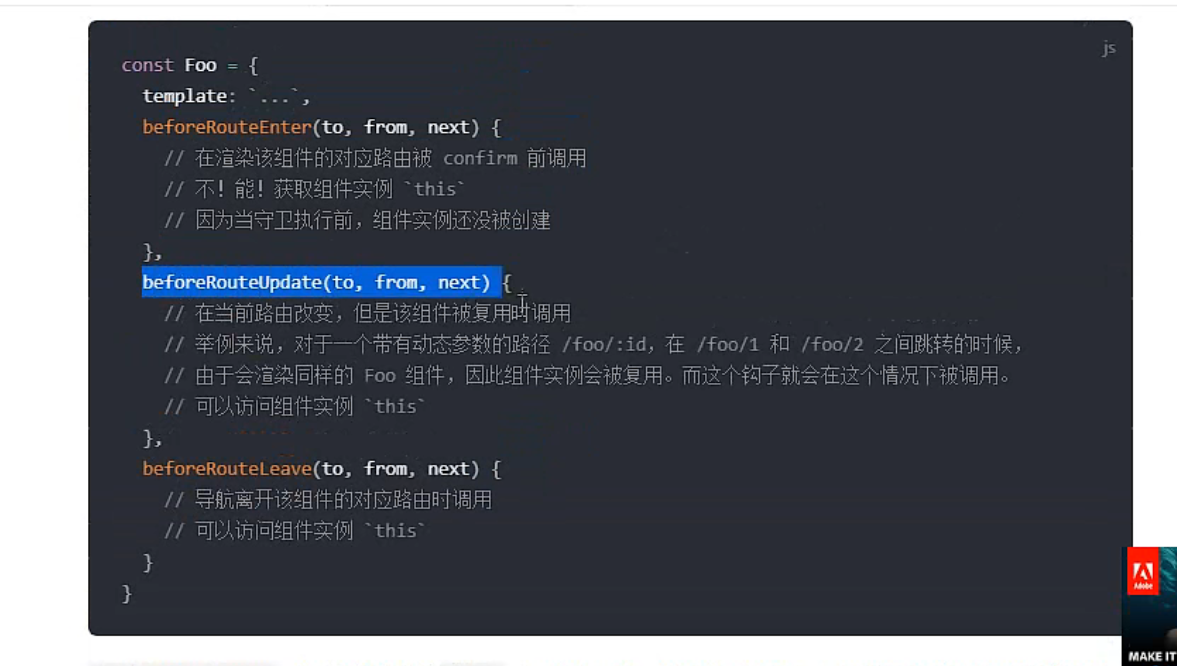 js
const Foo = {
  template: `...`,
  beforeRouteEnter(to, from, next) {
    // 在渲染该组件的对应路由被 confirm 前调用
    // 不！能！获取组件实例 `this`
    // 因为当守卫执行前，组件实例还没被创建
  },
  beforeRouteUpdate(to, from, next) {
    // 在当前路由改变，但是该组件被复用时调用
    // 举例来说，对于一个带有动态参数的路径 /foo/:id，在 /foo/1 和 /foo/2 之间跳转的时候，
    // 由于会渲染同样的 Foo 组件，因此组件实例会被复用。而这个钩子就会在这个情况下被调用。
    // 可以访问组件实例 `this`
  },
  beforeRouteLeave(to, from, next) {
    // 导航离开该组件的对应路由时调用
    // 可以访问组件实例 `this`
  }
}
Adobe
MAKE IT